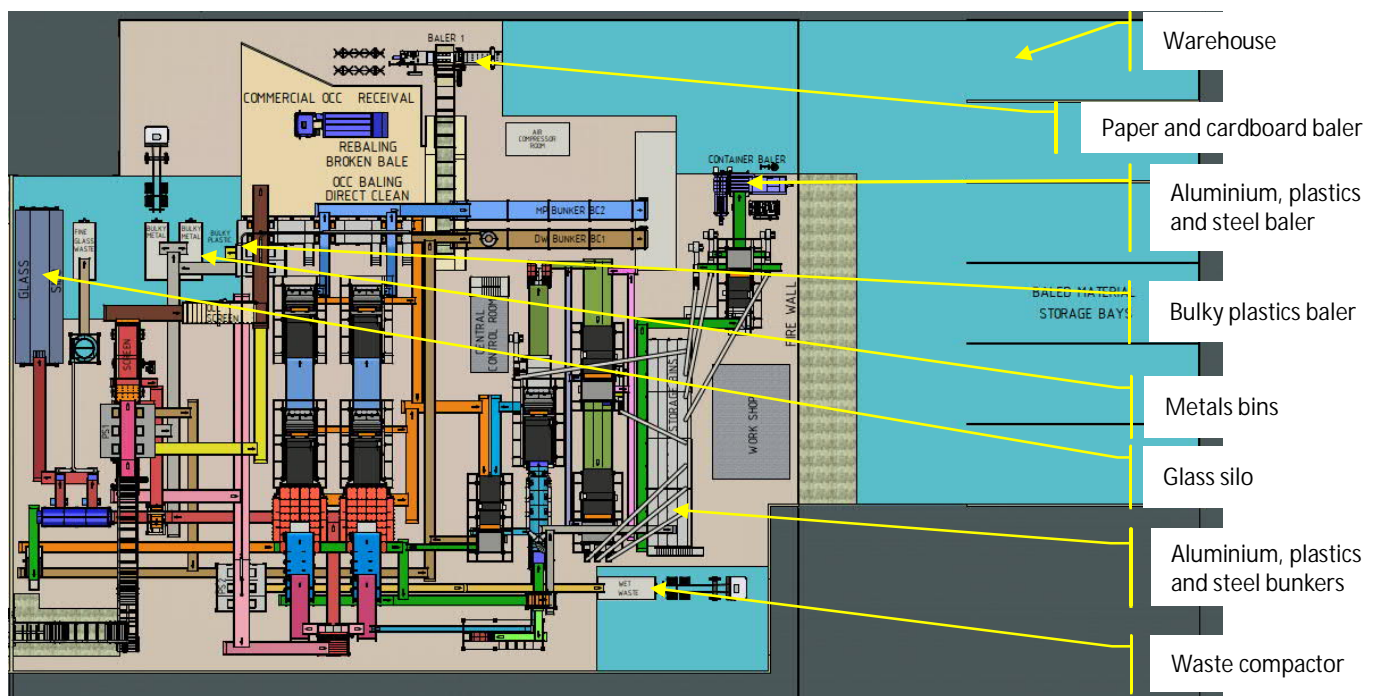 Warehouse
BALER 1
COMMERCIAL OCC RECEIVAL
REBALING
BROKEN BALE
OCC BALING
DIRECT CLEAN
AIR
COMPRESSOR
ROOM
Paper and cardboard baler
CONTAINER BALER
Aluminium, plastics
and steel baler
MP BUNKER BC2
DW BUNKER BC1
FINE
GLASS
WASTE
BULKY
METAL
BULKY
METAL
BULKY
PLASTIC
GLASS
SCREEN
SCREEN
PS1
CENTRAL
CONTROL ROOM
STORAGE BINS
FIRE WALL
WORK SHOP
BALED MATERIAL
STORAGE BAYS
Bulky plastics baler
Metals bins
Glass silo
Aluminium, plastics
and steel bunkers
PS2
WET
WASTE
Waste compactor